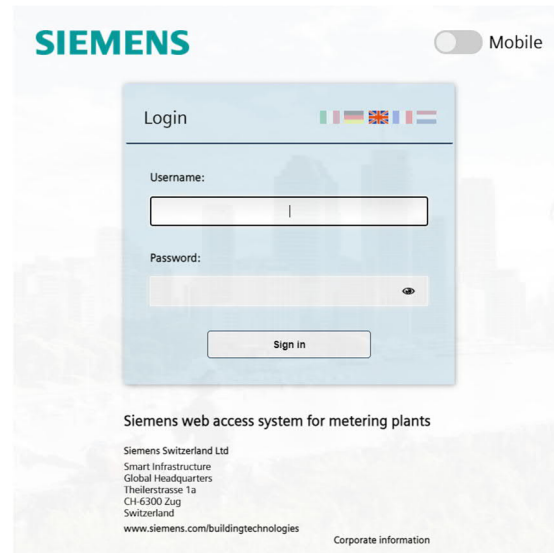 SIEMENS
Mobile
Login
Username:
Password:
Sign in
Siemens web access system for metering plants
Siemens Switzerland Ltd
Smart Infrastructure
Global Headquarters
Theilerstrasse 1a
CH-6300 Zug
Switzerland
www.siemens.com/buildingtechnologies
Corporate information